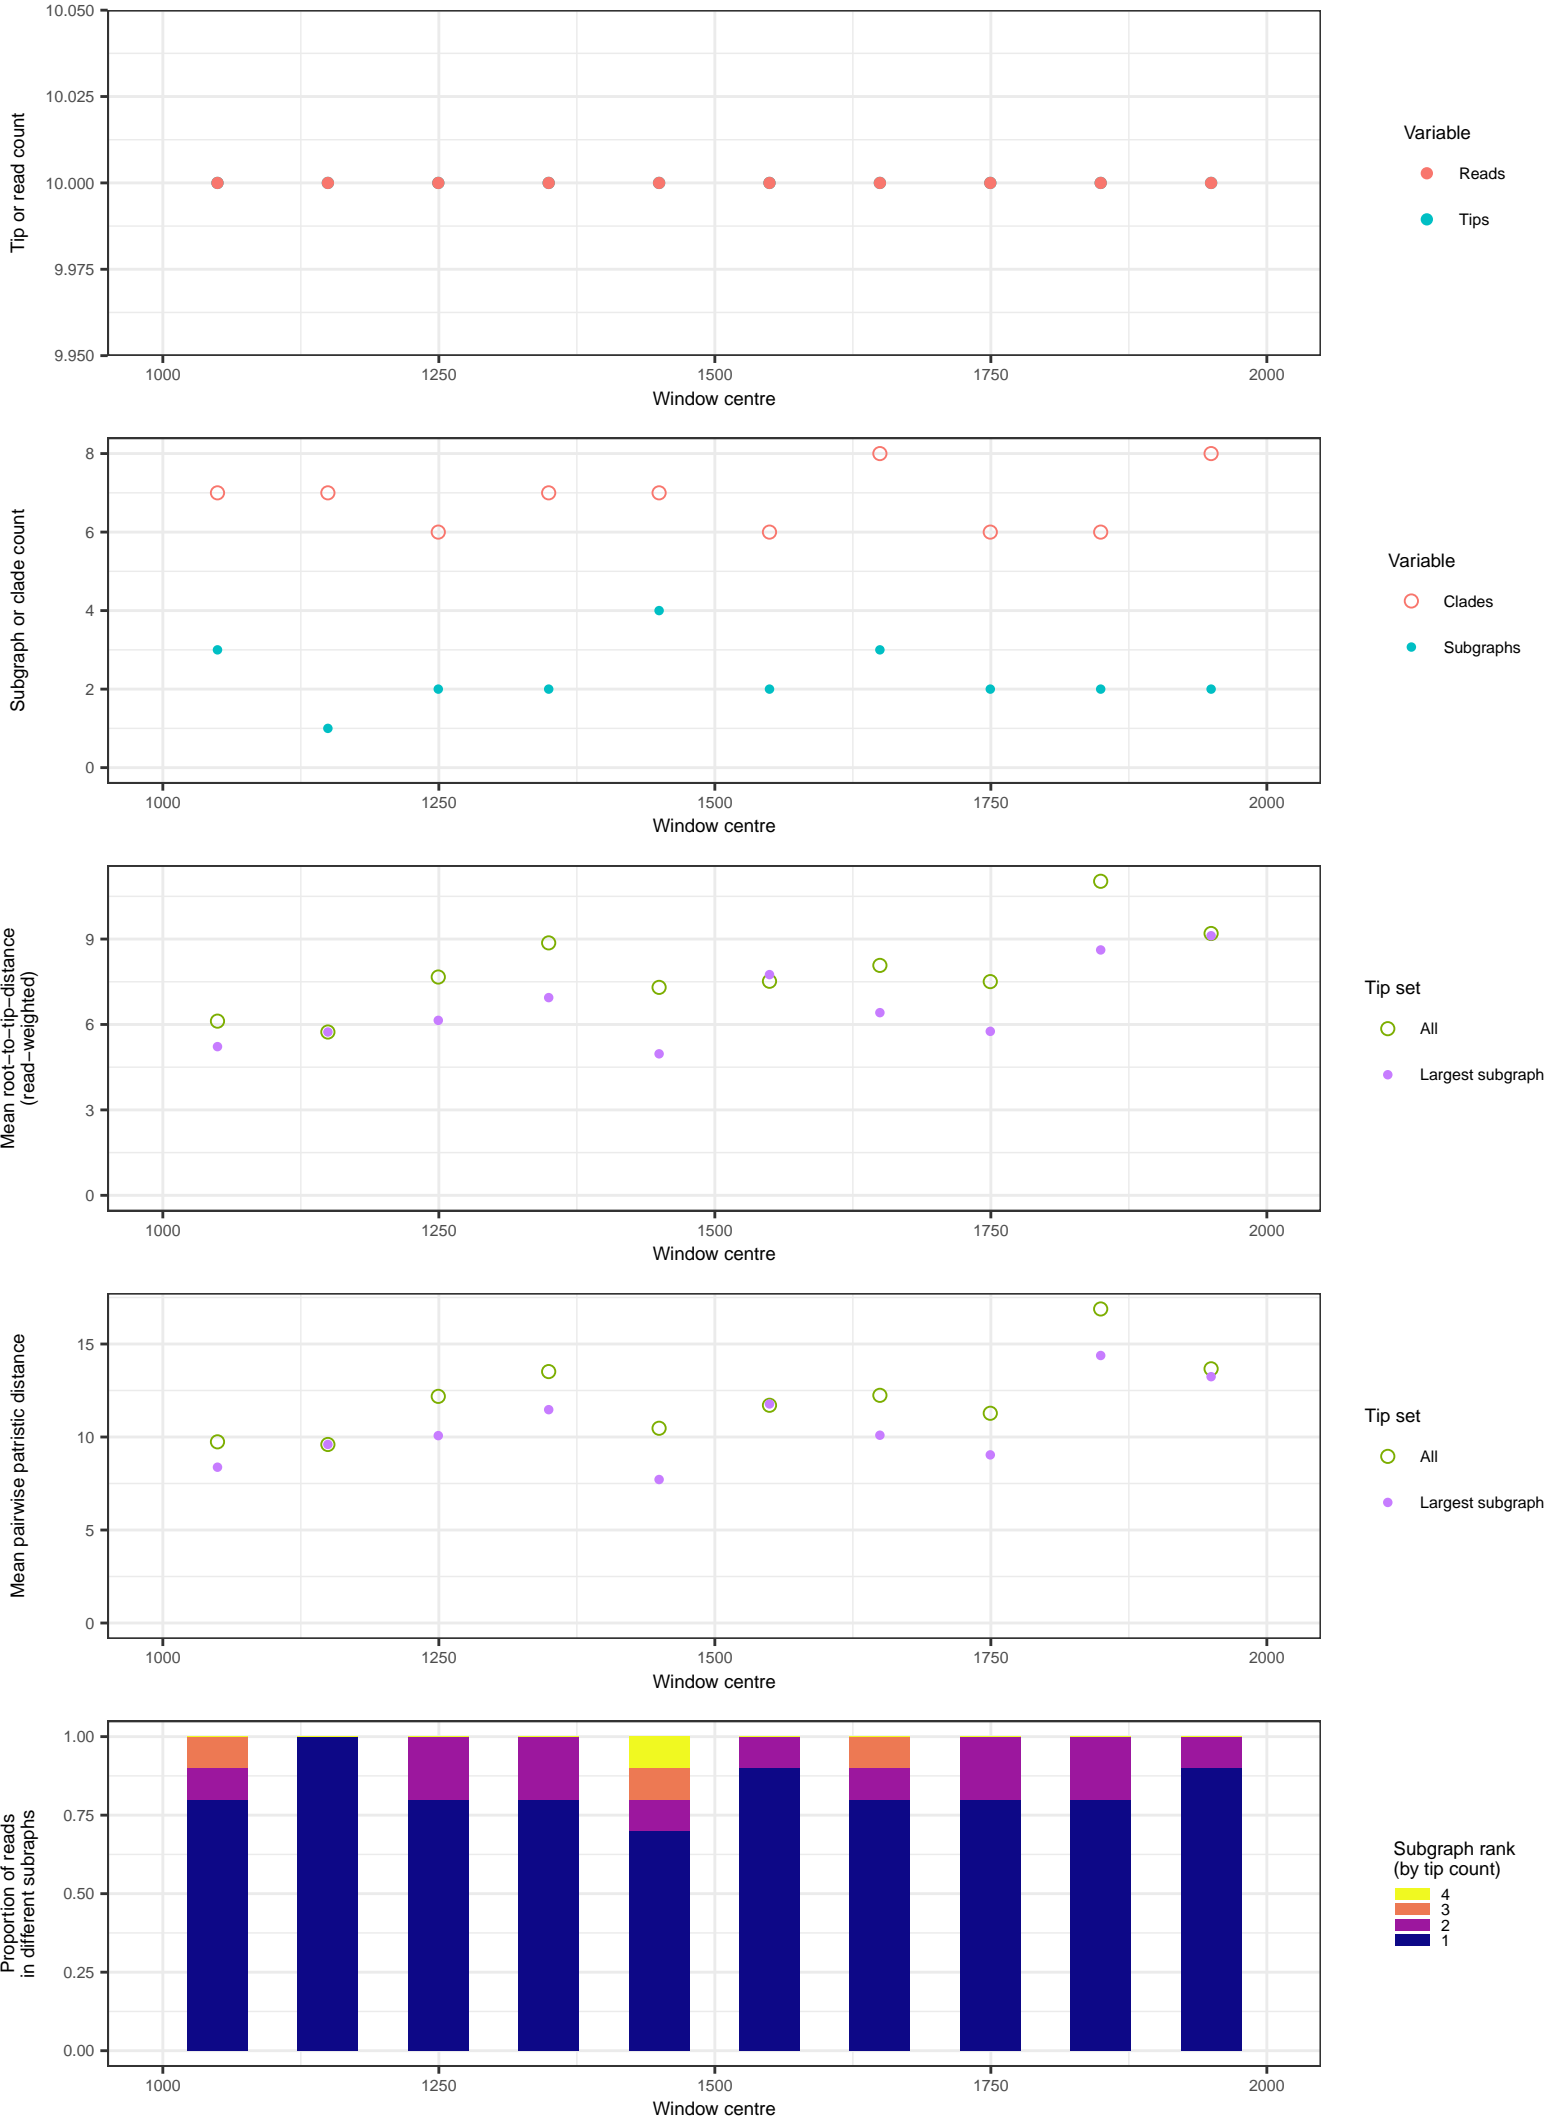 10.050
10.025
10.000
9.975
9.950
Tip or read count
1000 1250 1500 1750 2000
Window centre
Variable
Reads
Tips
8
6
4
2
0
Subgraph or clade count
1000 1250 1500 1750 2000
Window centre
Variable
Clades
Subgraphs
9
6
3
0
Mean root−to−tip−distance
(read−weighted)
1000 1250 1500 1750 2000
Window centre
Tip set
All
Largest subgraph
15
10
5
0
Mean pairwise patristic distance
1000 1250 1500 1750 2000
Window centre
Tip set
All
Largest subgraph
1.00
0.75
0.50
0.25
0.00
Proportion of reads
in different subraphs
1000 1250 1500 1750 2000
Window centre
Subgraph rank
(by tip count)
4
3
2
1